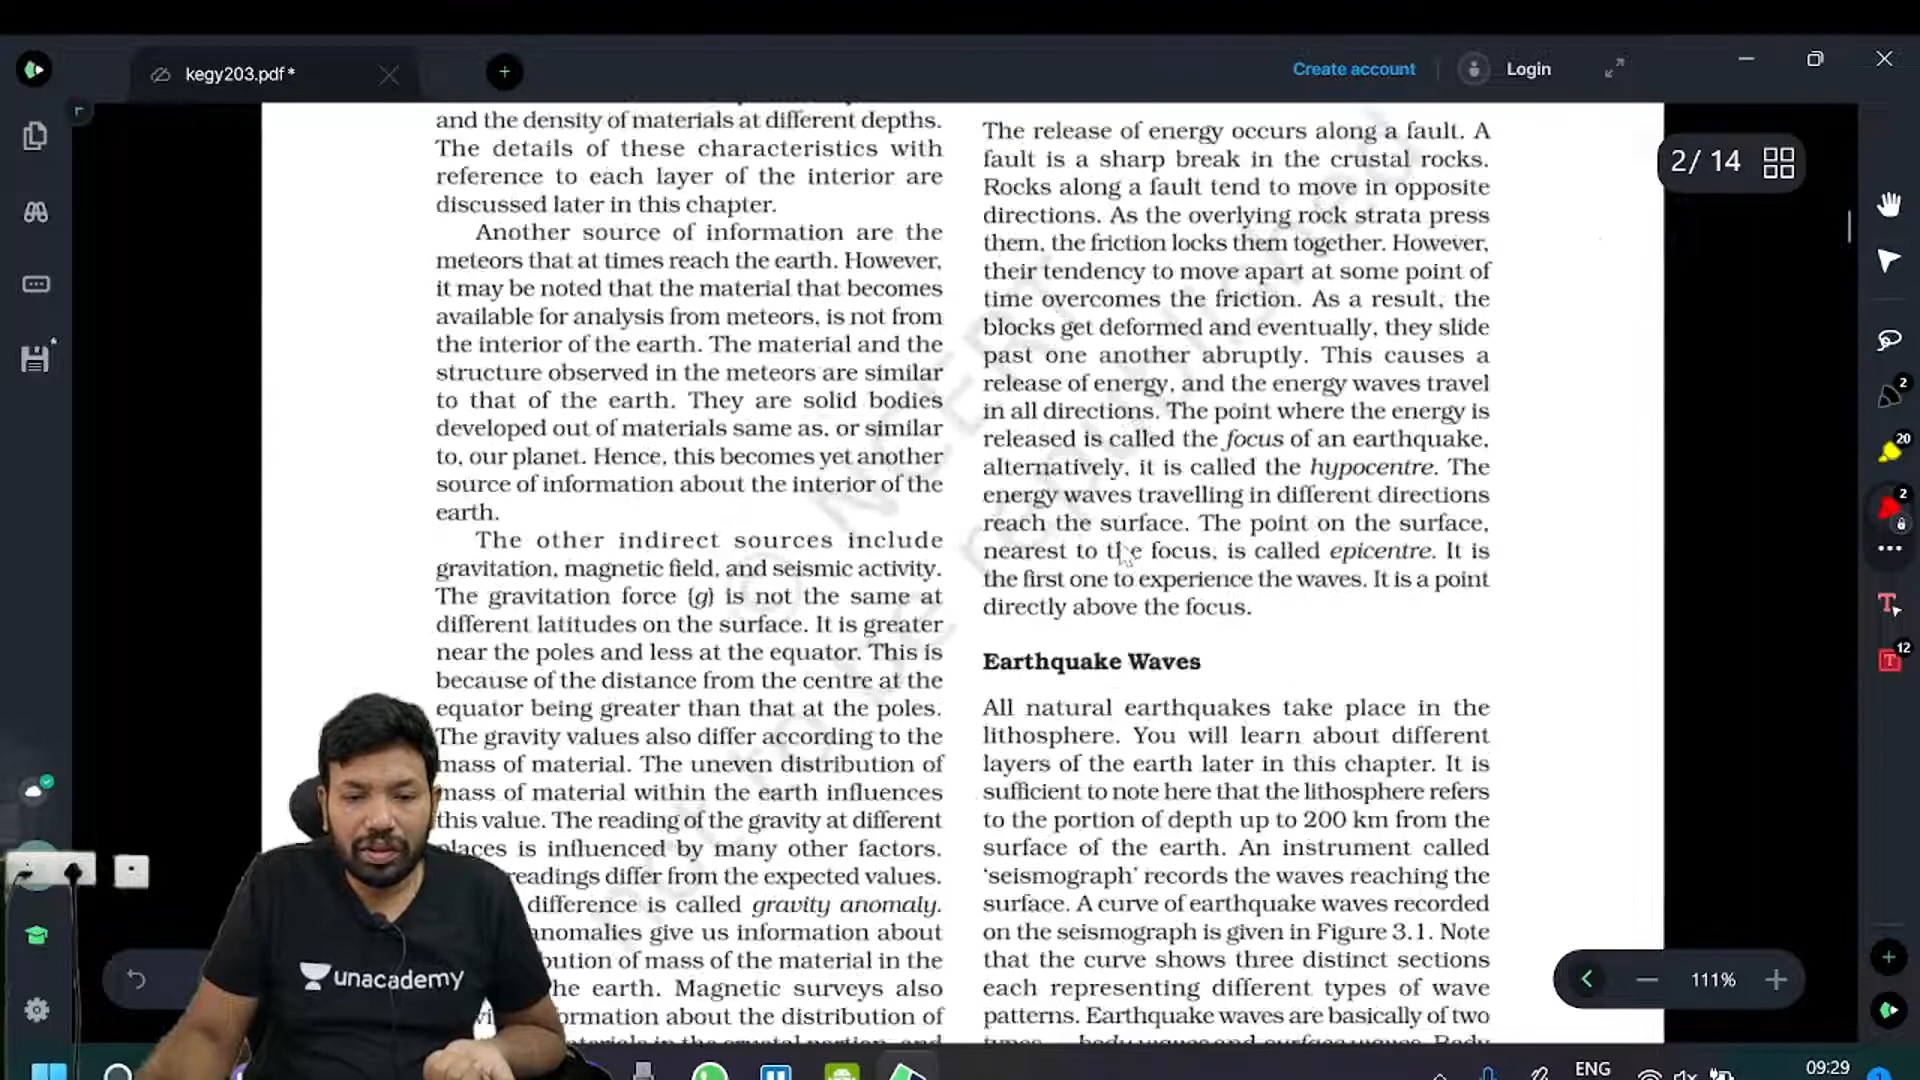 kegy203.pdf*
Create account
Login
2/ 14
and the density of materials at different depths.
The details of these characteristics with
reference to each layer of the interior are
discussed later in this chapter.
Another source of information are the
meteors that at times reach the earth. However,
it may be noted that the material that becomes
available for analysis from meteors, is not from
the interior of the earth. The material and the
structure observed in the meteors are similar
to that of the earth. They are solid bodies
developed out of materials same as, or similar
to, our planet. Hence, this becomes yet another
source of information about the interior of the
earth.
The other indirect sources include
gravitation, magnetic field, and seismic activity.
The gravitation force (g) is not the same at
different latitudes on the surface. It is greater
near the poles and less at the equator. This is
because of the distance from the centre at the
equator being greater than that at the poles.
The gravity values also differ according to the
mass of material. The uneven distribution of
mass of material within the earth influences
this value. The reading of the gravity at different
places is influenced by many other factors.
readings differ from the expected values.
difference is called gravity anomaly.
anomalies give us information about
bution of mass of the material in the
the earth. Magnetic surveys also
ormation about the distribution of
The release of energy occurs along a fault. A
fault is a sharp break in the crustal rocks.
Rocks along a fault tend to move in opposite
directions. As the overlying rock strata press
them, the friction locks them together. However,
their tendency to move apart at some point of
time overcomes the friction. As a result, the
blocks get deformed and eventually, they slide
past one another abruptly. This causes a
release of energy, and the energy waves travel
in all directions. The point where the energy is
released is called the focus of an earthquake,
alternatively, it is called the hypocentre. The
energy waves travelling in different directions
reach the surface. The point on the surface,
nearest to the focus, is called epicentre. It is
the first one to experience the waves. It is a point
directly above the focus.
Earthquake Waves
All natural earthquakes take place in the
lithosphere. You will learn about different
layers of the earth later in this chapter. It is
sufficient to note here that the lithosphere refers
to the portion of depth up to 200 km from the
surface of the earth. An instrument called
‘seismograph’ records the waves reaching the
surface. A curve of earthquake waves recorded
on the seismograph is given in Figure 3.1. Note
that the curve shows three distinct sections
each representing different types of wave
patterns. Earthquake waves are basically of two
© NCERT
not to be republished
2
20
2
12
111%
unacademy
ENG
09:29